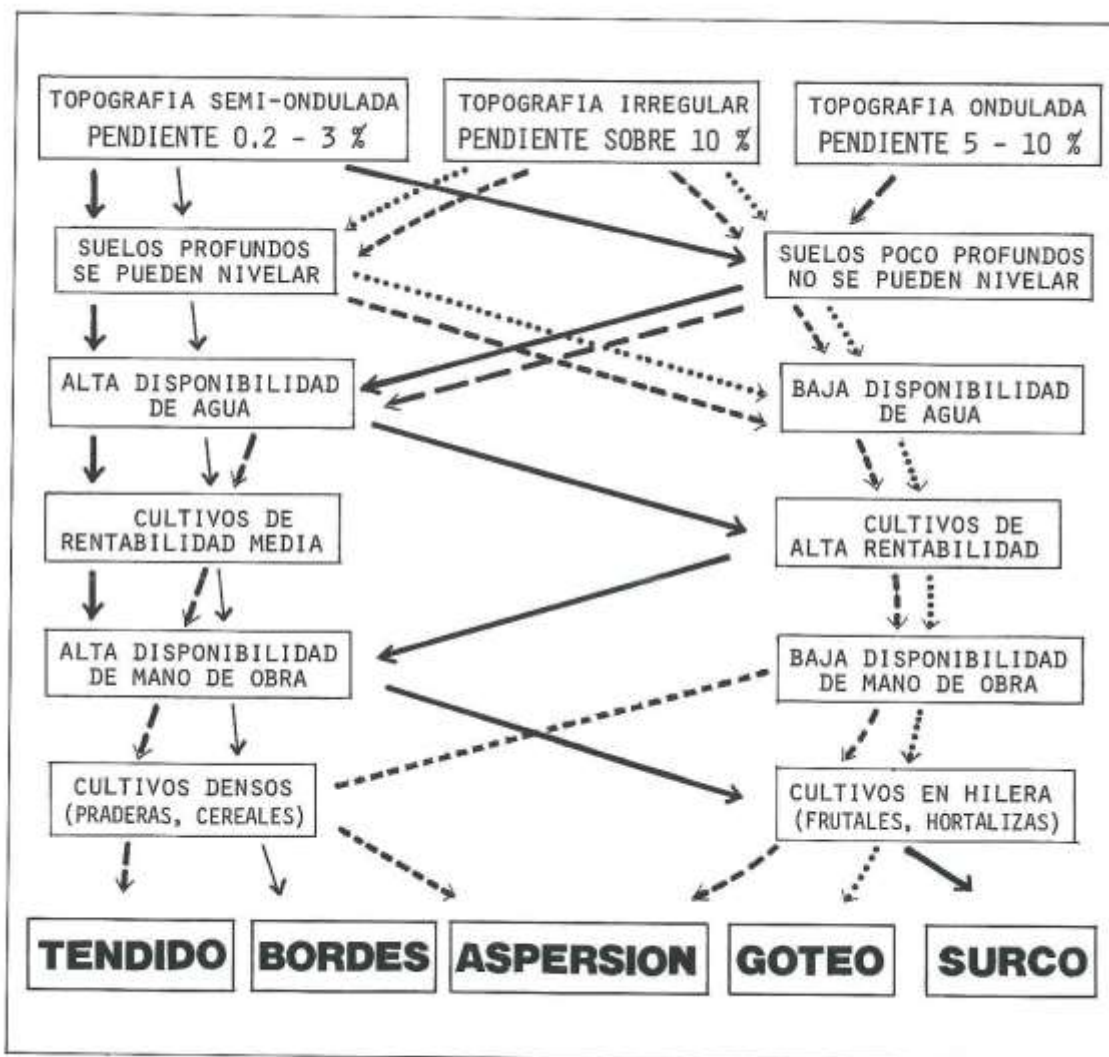 TOPOGRAFIA SEMI-ONDULADA
PENDIENTE 0.2 - 3 %
TOPOGRAFIA IRREGULAR
PENDIENTE SOBRE 10 %
TOPOGRAFIA ONDULADA
PENDIENTE 5 - 10 %
SUELOS PROFUNDOS
SE PUEDEN NIVELAR
SUELOS POCO PROFUNDOS
NO SE PUEDEN NIVELAR
ALTA DISPONIBILIDAD
DE AGUA
BAJA DISPONIBILIDAD
DE AGUA
CULTIVOS DE
RENTABILIDAD MEDIA
CULTIVOS DE
ALTA RENTABILIDAD
ALTA DISPONIBILIDAD
DE MANO DE OBRA
BAJA DISPONIBILIDAD
DE MANO DE OBRA
CULTIVOS DENSOS
(PRADERAS, CEREALES)
CULTIVOS EN HILERA
(FRUTALES, HORTALIZAS)
TENDIDO
BORDES
ASPERSION
GOTEO
SURCO